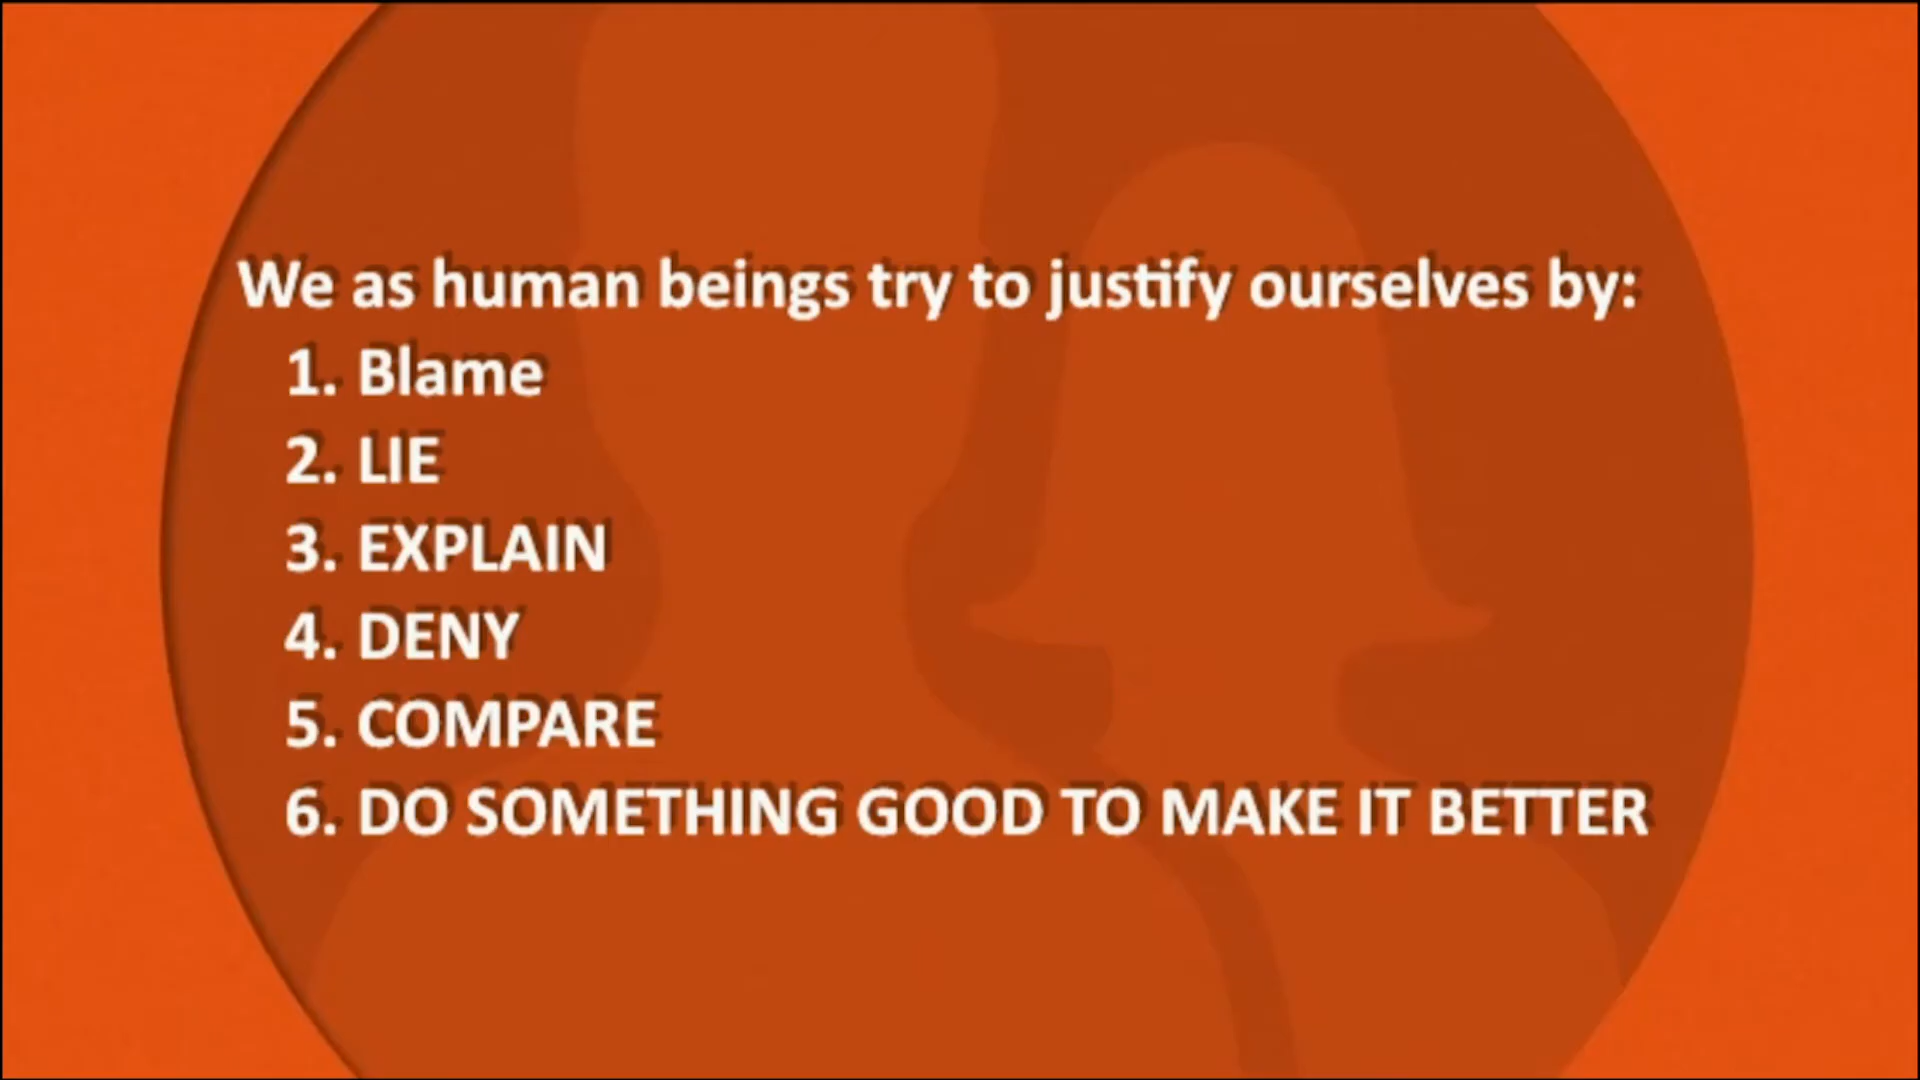 We as human beings try to justify ourselves by:
1. Blame
2. LIE
3. EXPLAIN
4. DENY
5. COMPARE
6. DO SOMETHING GOOD TO MAKE IT BETTER